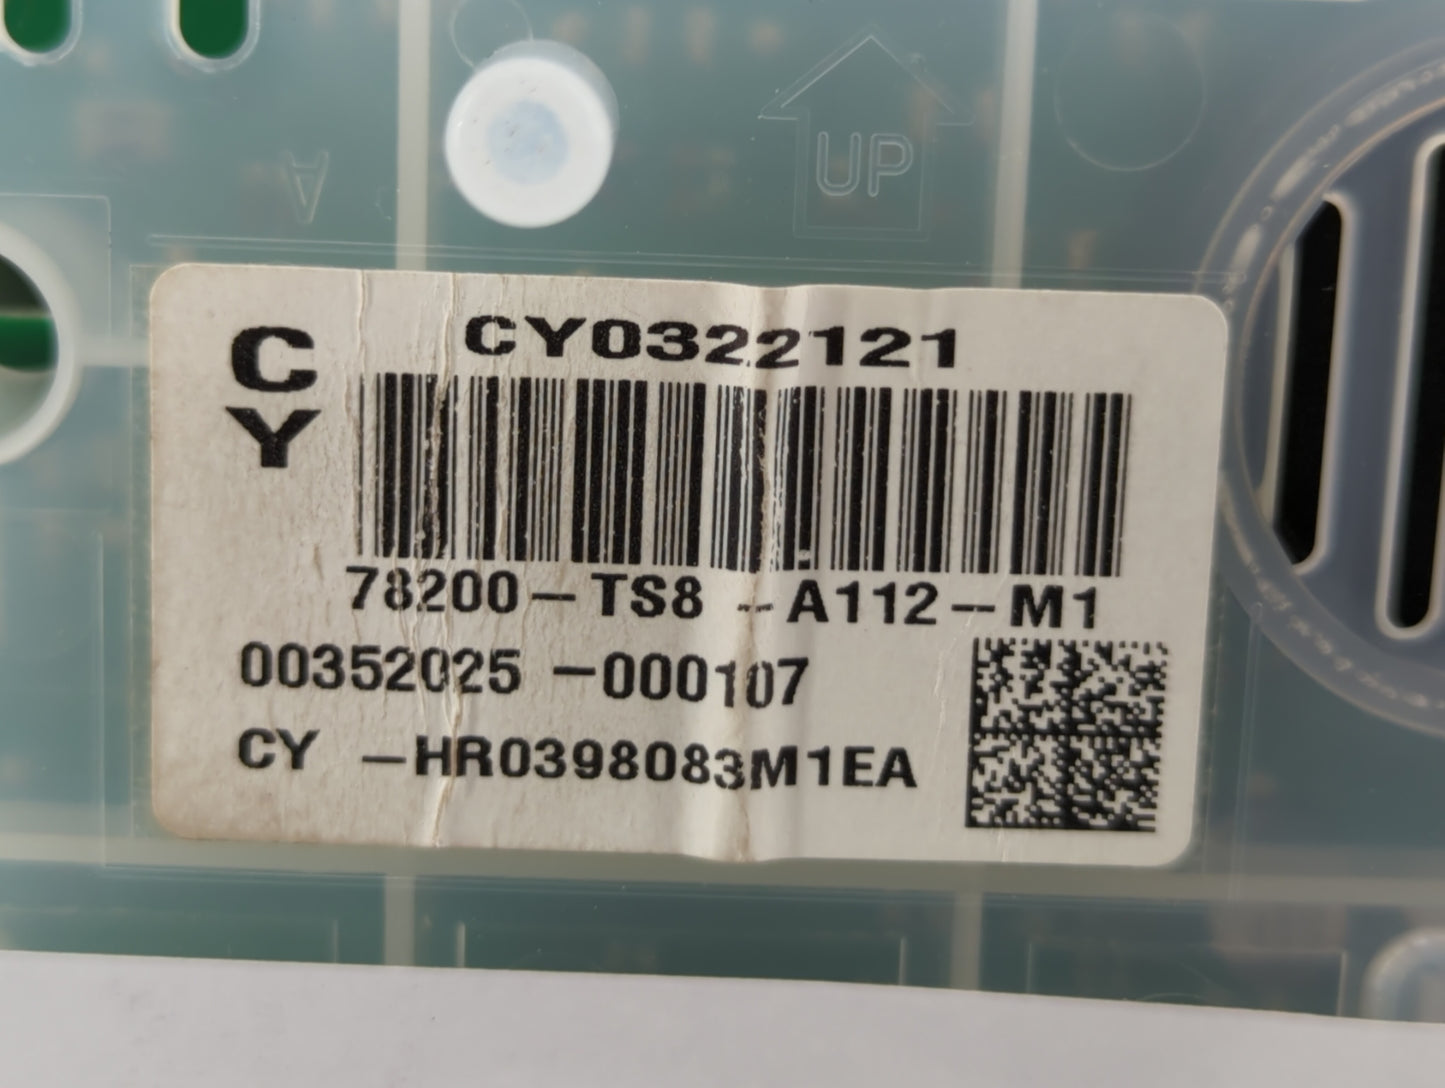 A
UP
C
Y
CY0322121
78200-TS8 -A112-M1
00352025 -000107
CY -HR0398083M1EA